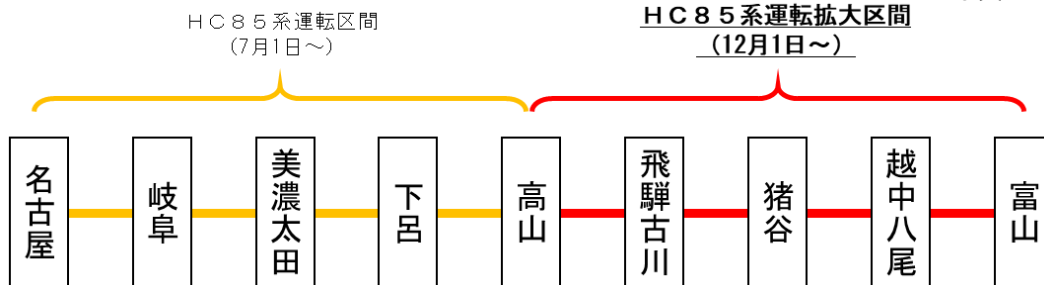 HC85系運転区間
(7月1日~)
HC85系運転拡大区間
(12月1日~)
名古屋
岐阜
美濃太田
下呂
高山
飛騨古川
猪谷
越中八尾
富山